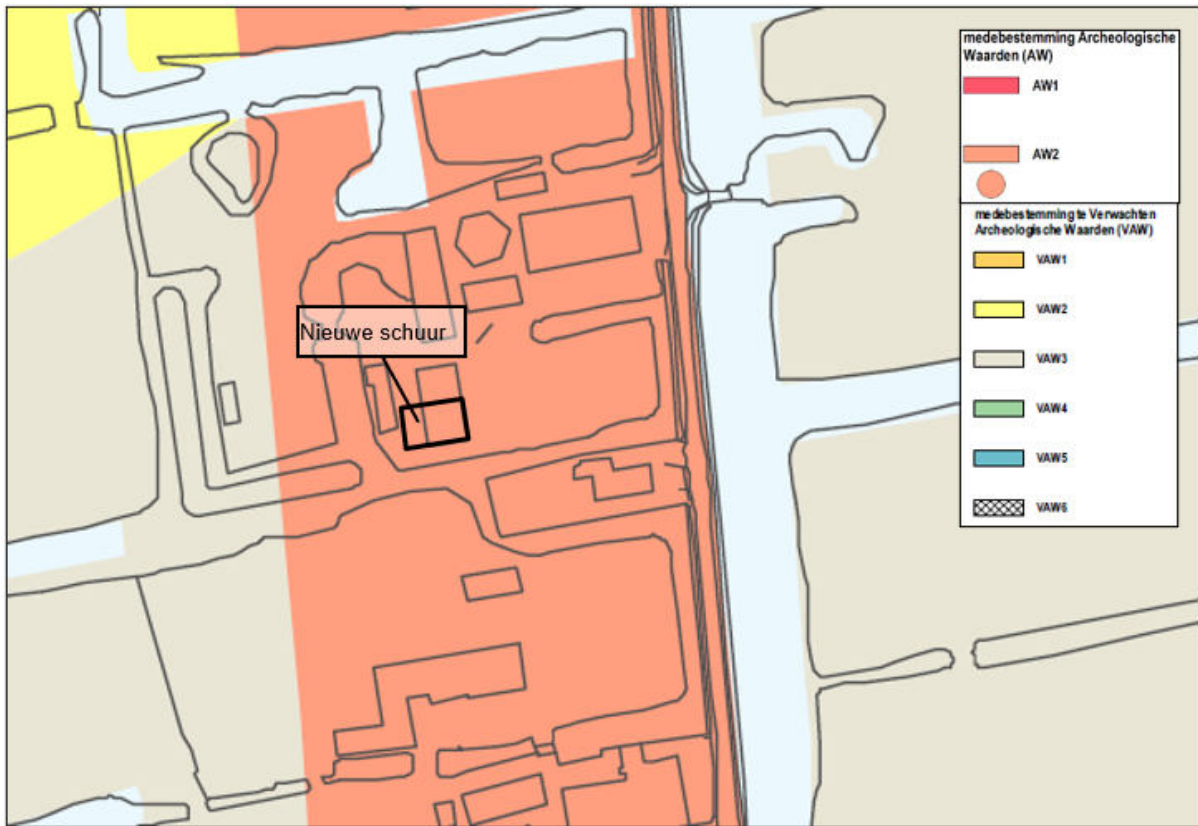 Nieuwe schuur
medebestemming Archeologische
Waarden (AW)
AW1
AW2
medebestemming te Verwachten
Archeologische Waarden (VAW)
VAW1
VAW2
VAW3
VAW4
VAW5
VAW6